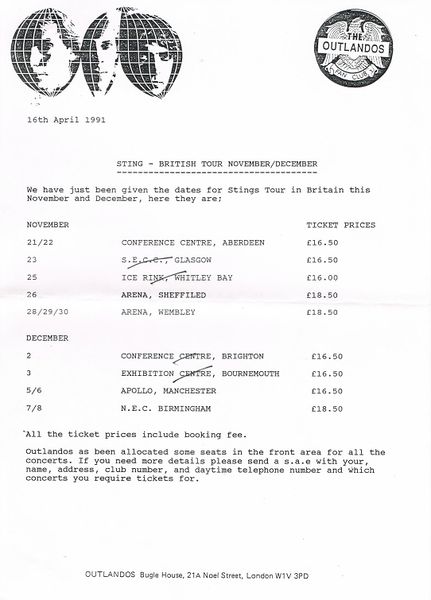 THE
OUTLANDOS
FAN CLUB
16th April 1991
STING - BRITISH TOUR NOVEMBER/DECEMBER
We have just been given the dates for Stings Tour in Britain this
November and December, here they are;
NOVEMBER TICKET PRICES
21/22 CONFERENCE CENTRE, ABERDEEN £16.50
23 S.E.C.C., GLASGOW £16.50
25 ICE RINK, WHITLEY BAY £16.00
26 ARENA, SHEFFILED £18.50
28/29/30 ARENA, WEMBLEY £18.50
DECEMBER
2 CONFERENCE CENTRE, BRIGHTON £16.50
3 EXHIBITION CENTRE, BOURNEMOUTH £16.50
5/6 APOLLO, MANCHESTER £16.50
7/8 N.E.C. BIRMINGHAM £18.50
All the ticket prices include booking fee.
Outlandos as been allocated some seats in the front area for all the
concerts. If you need more details please send a s.a.e with your,
name, address, club number, and daytime telephone number and which
concerts you require tickets for.
OUTLANDOS Bugle House, 21A Noel Street, London W1V 3PD